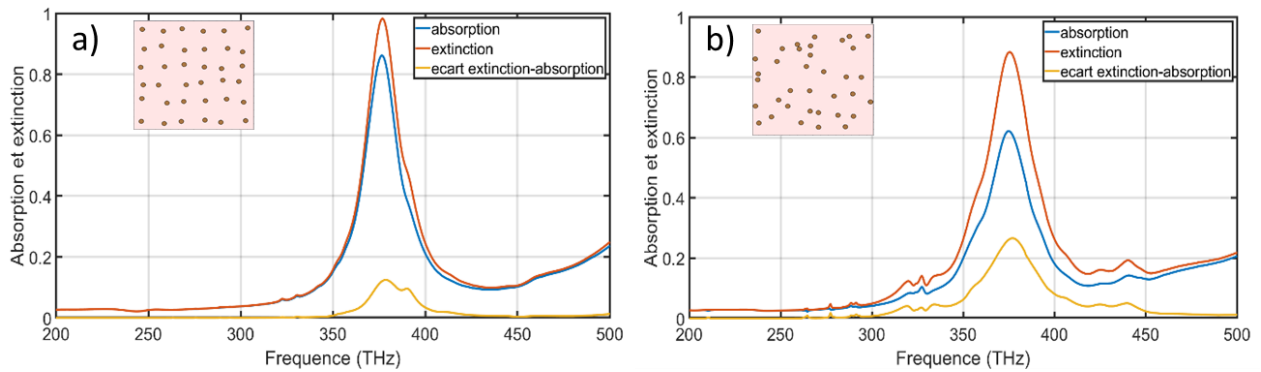 a)
absorption
extinction
ecart extinction-absorption
Absorption et extinction
1
0.8
0.6
0.4
0.2
0
200
250
300
350
400
450
500
Frequence (THz)
b)
absorption
extinction
ecart extinction-absorption
Absorption et extinction
1
0.8
0.6
0.4
0.2
0
200
250
300
350
400
450
500
Frequence (THz)